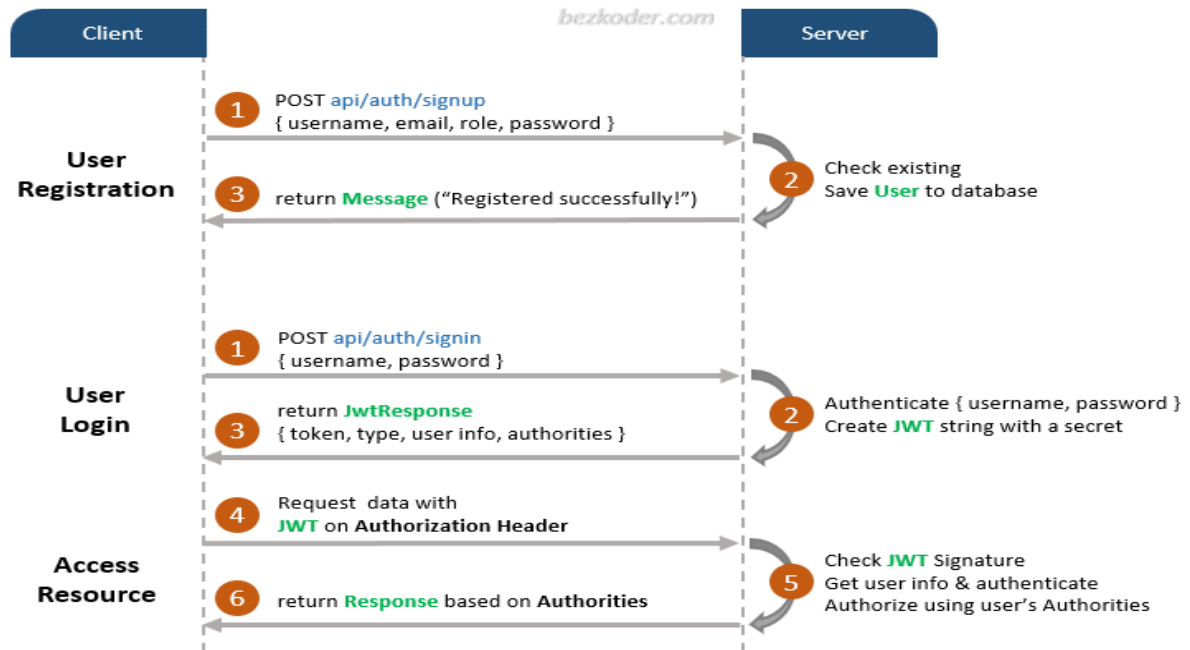 bezkoder.com
Client
Server
User
Registration
1
POST api/auth/signup
{ username, email, role, password }
2
Check existing
Save User to database
3
return Message (“Registered successfully!”)
User
Login
1
POST api/auth/signin
{ username, password }
2
Authenticate { username, password }
Create JWT string with a secret
3
return JwtResponse
{ token, type, user info, authorities }
Access
Resource
4
Request data with
JWT on Authorization Header
5
Check JWT Signature
Get user info & authenticate
Authorize using user’s Authorities
6
return Response based on Authorities